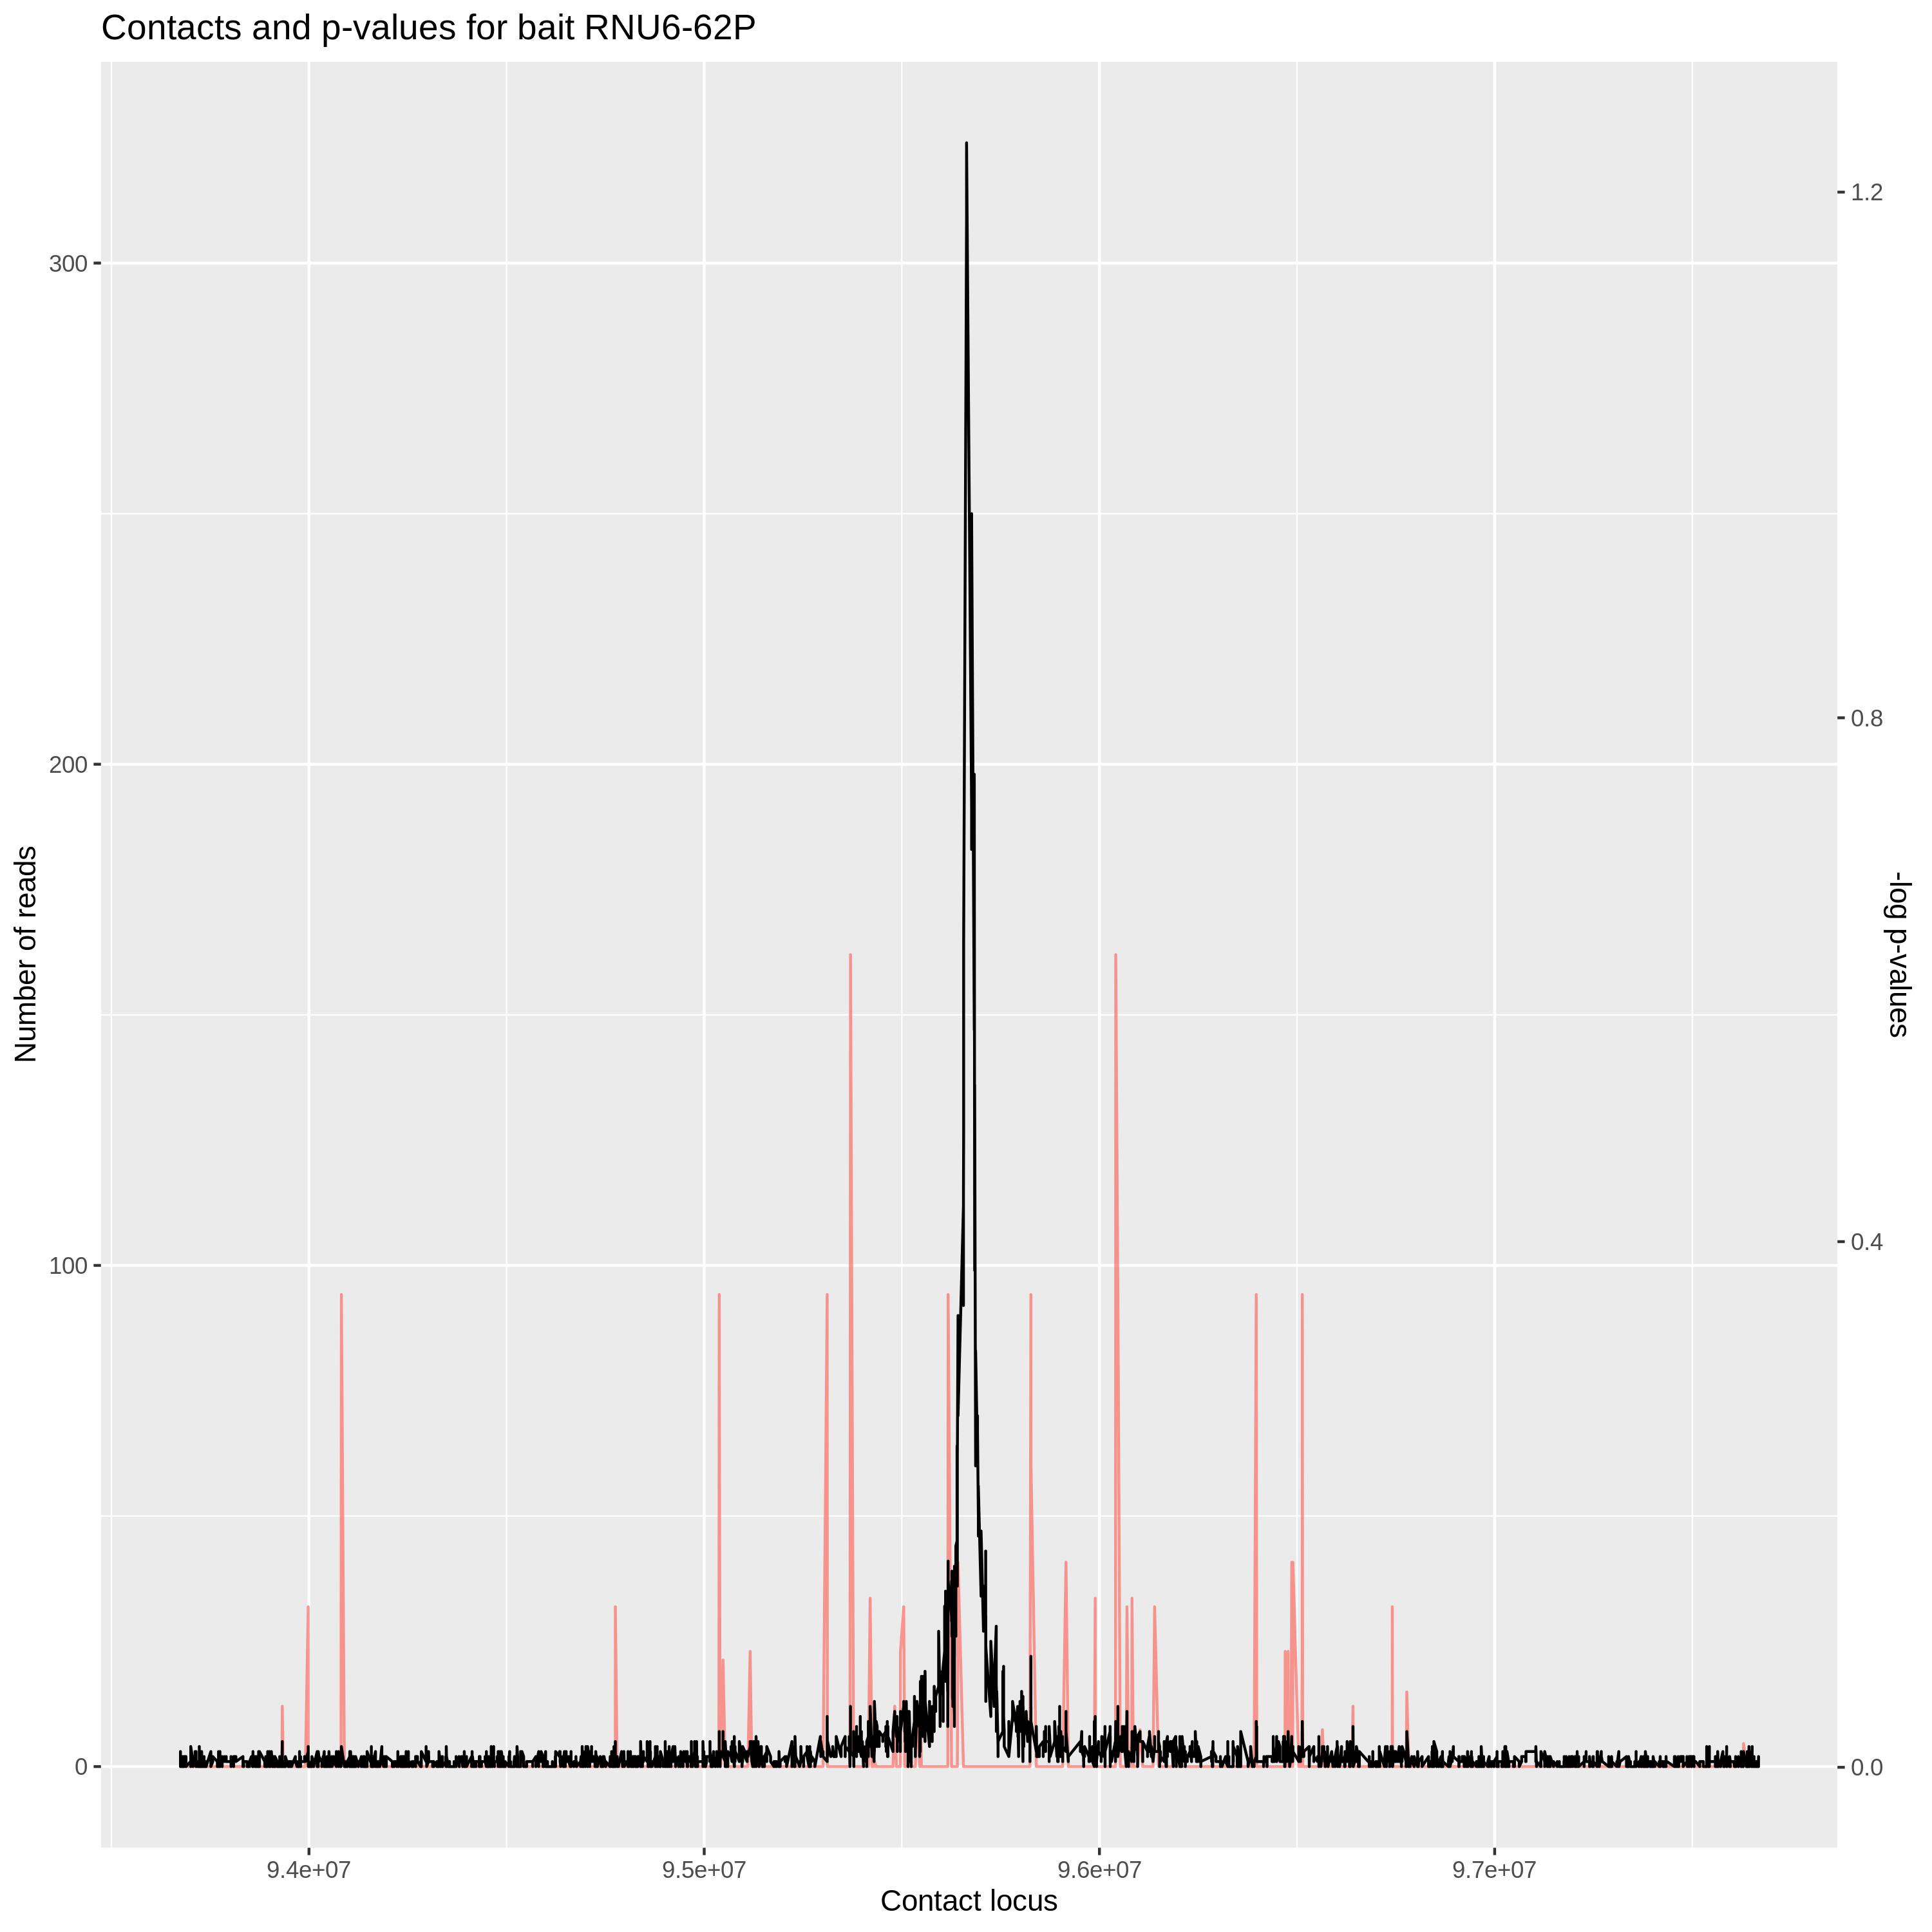 Contacts and p-values for bait RNU6-62P
Number of reads
300
200
100
0
1.2
0.8
0.4
0.0
-log p-values
9.4e+07
9.5e+07
9.6e+07
9.7e+07
Contact locus